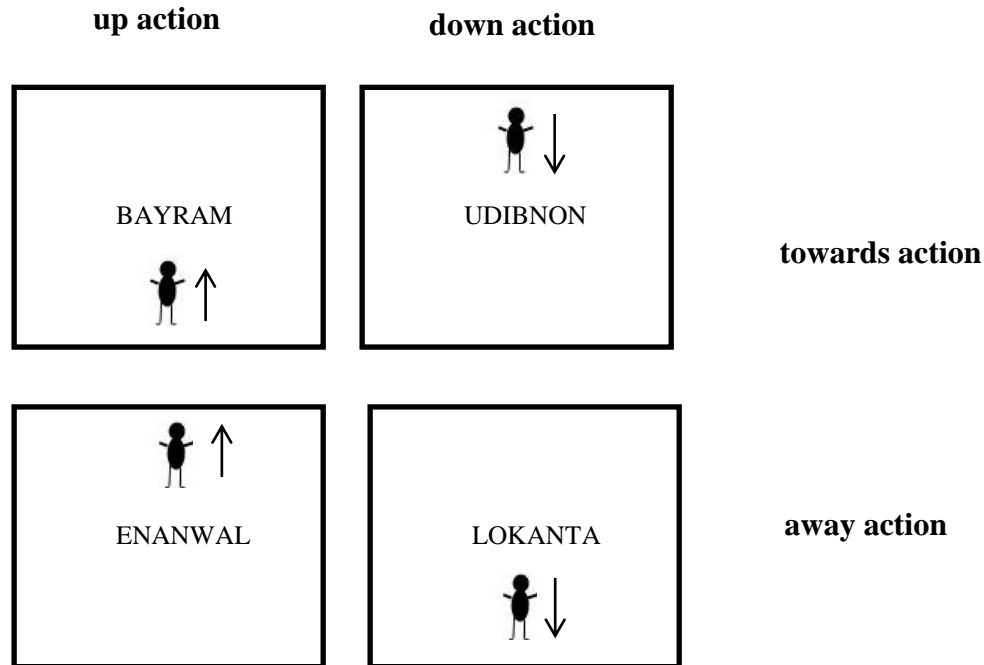 up action
down action
BAYRAM
UDIBNON
towards action
ENANWAL
LOKANTA
away action